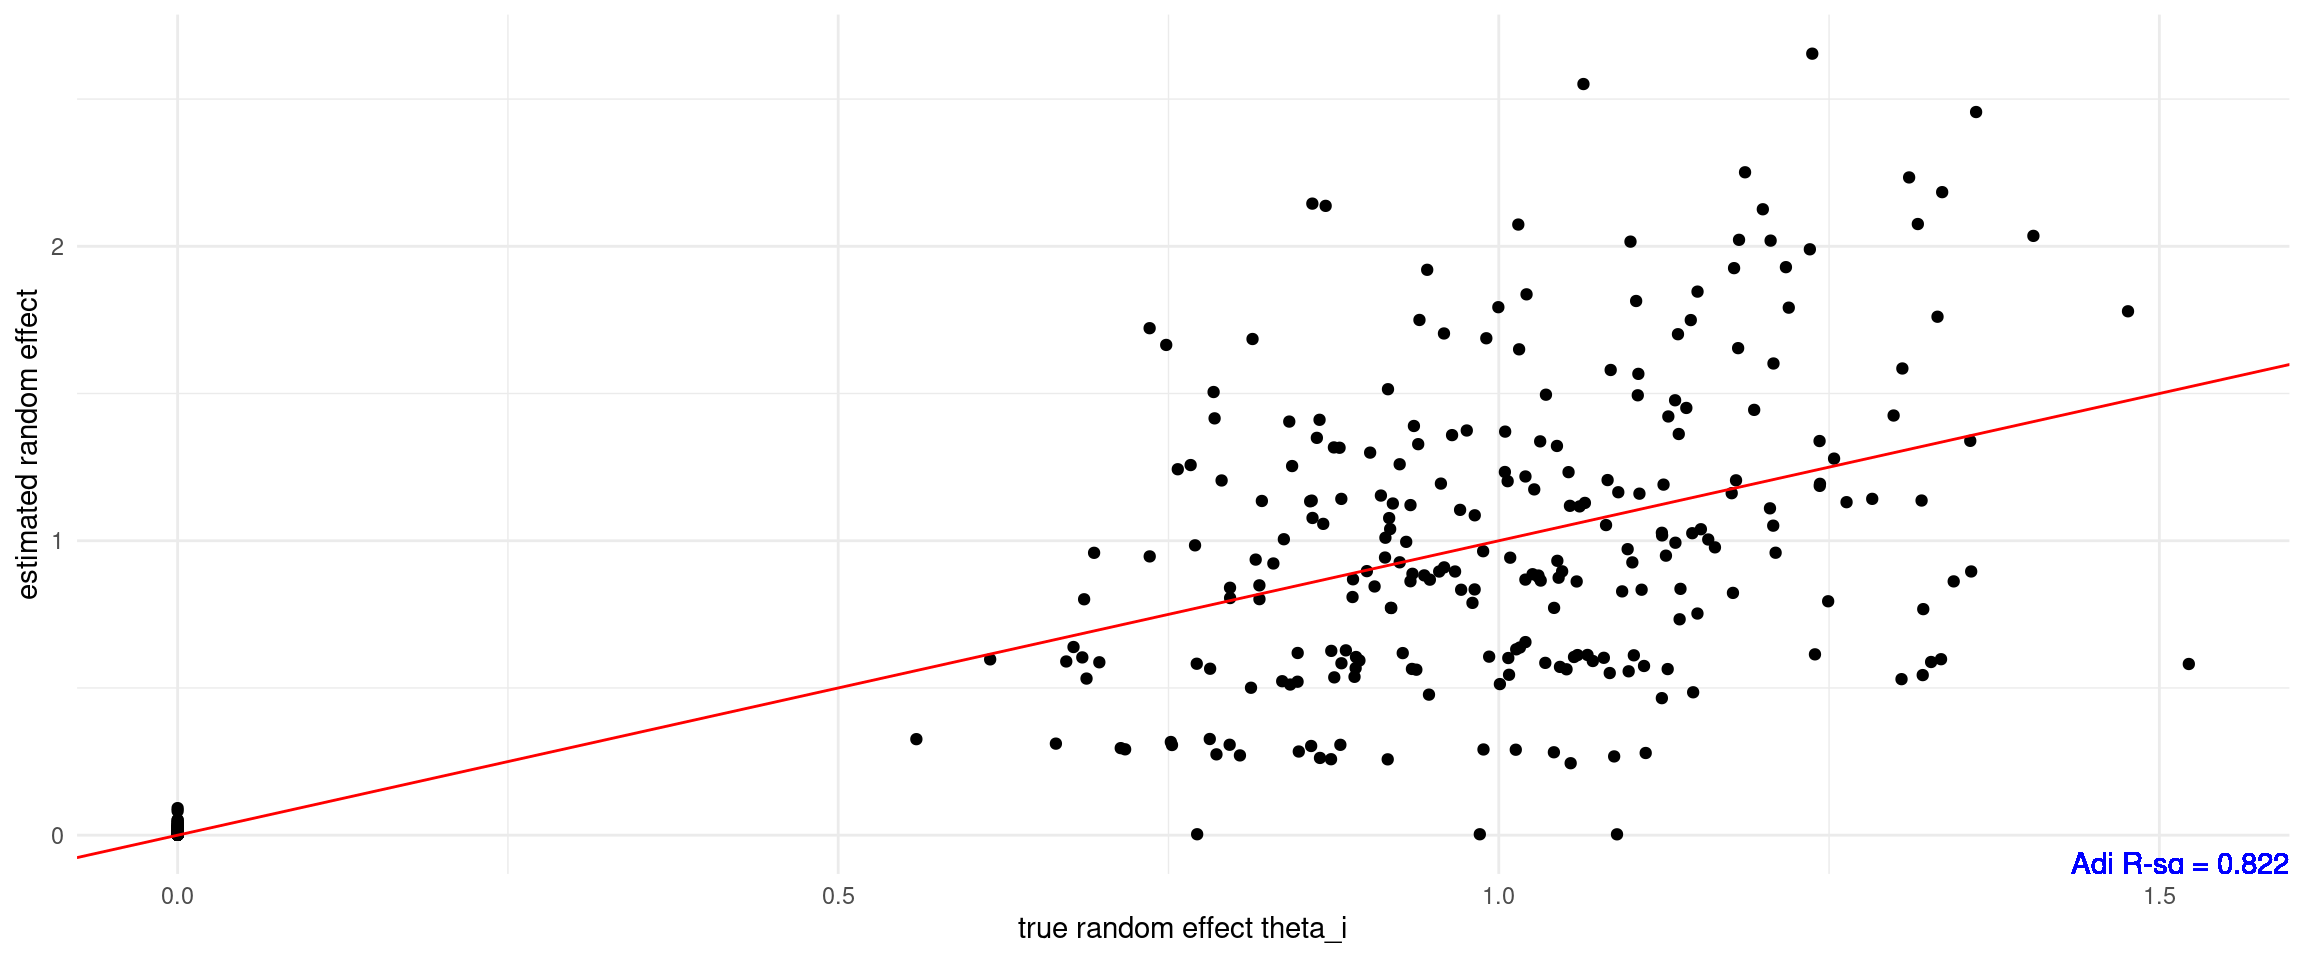 estimated random effect
2
1
0
Adj R-sq = 0.822
0.0 0.5 1.0 1.5
true random effect theta_i